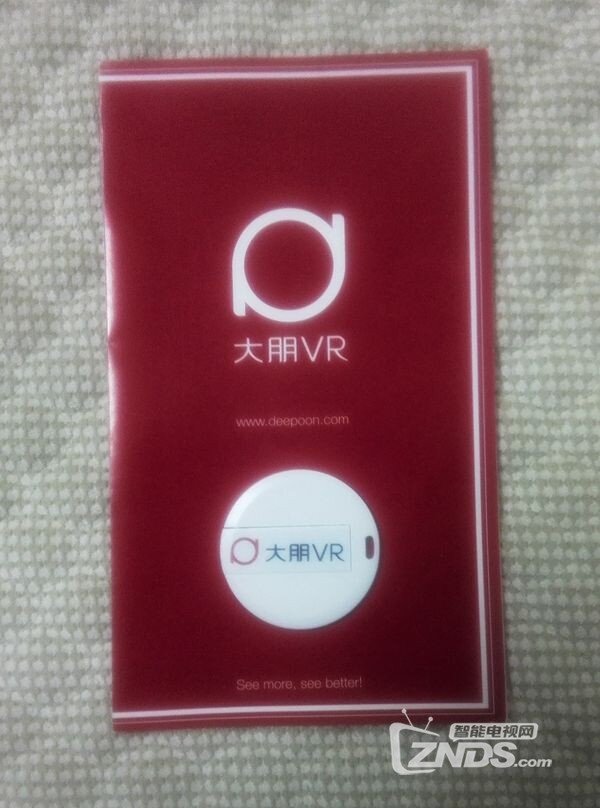 大朋VR
www.deepoon.com
大朋VR
See more, see better!
智能电视网
ZNDS.com